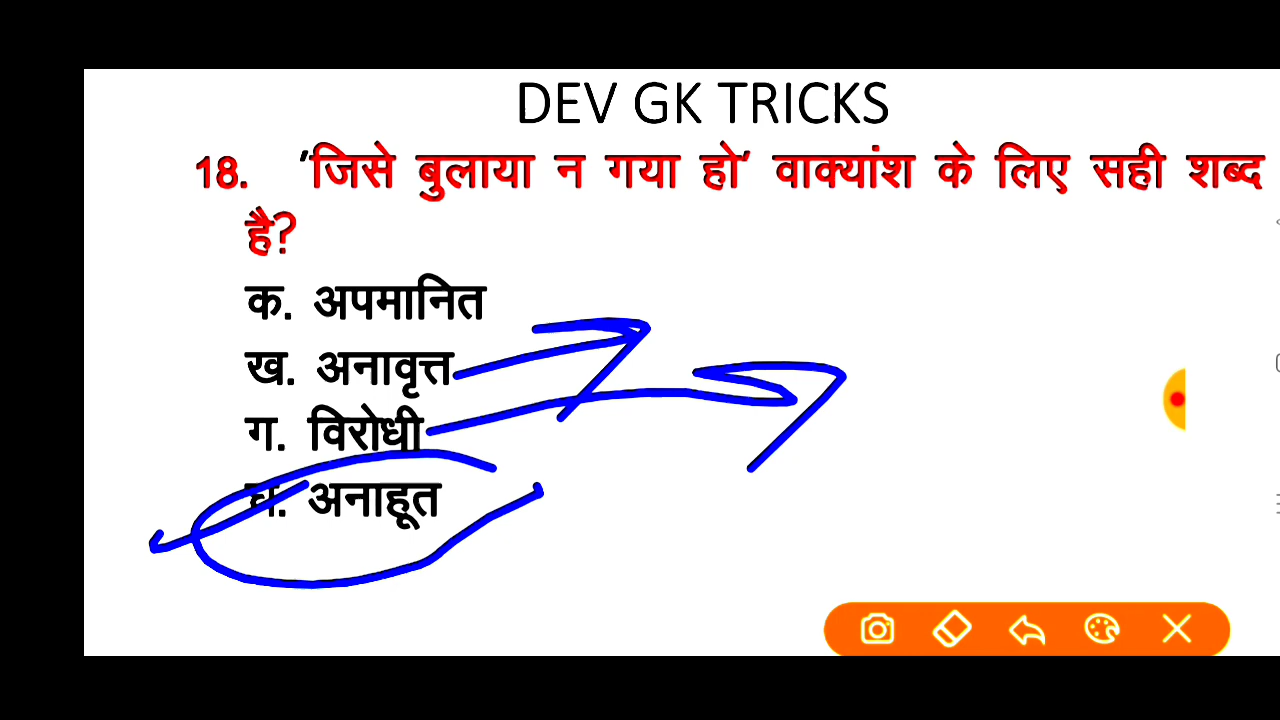 DEV GK TRICKS
18. 'जिसे बुलाया न गया हो' वाक्यांश के लिए सही शब्द
है?
क. अपमानित
ख. अनावृत्त
ग. विरोधी
घ. अनाहूत